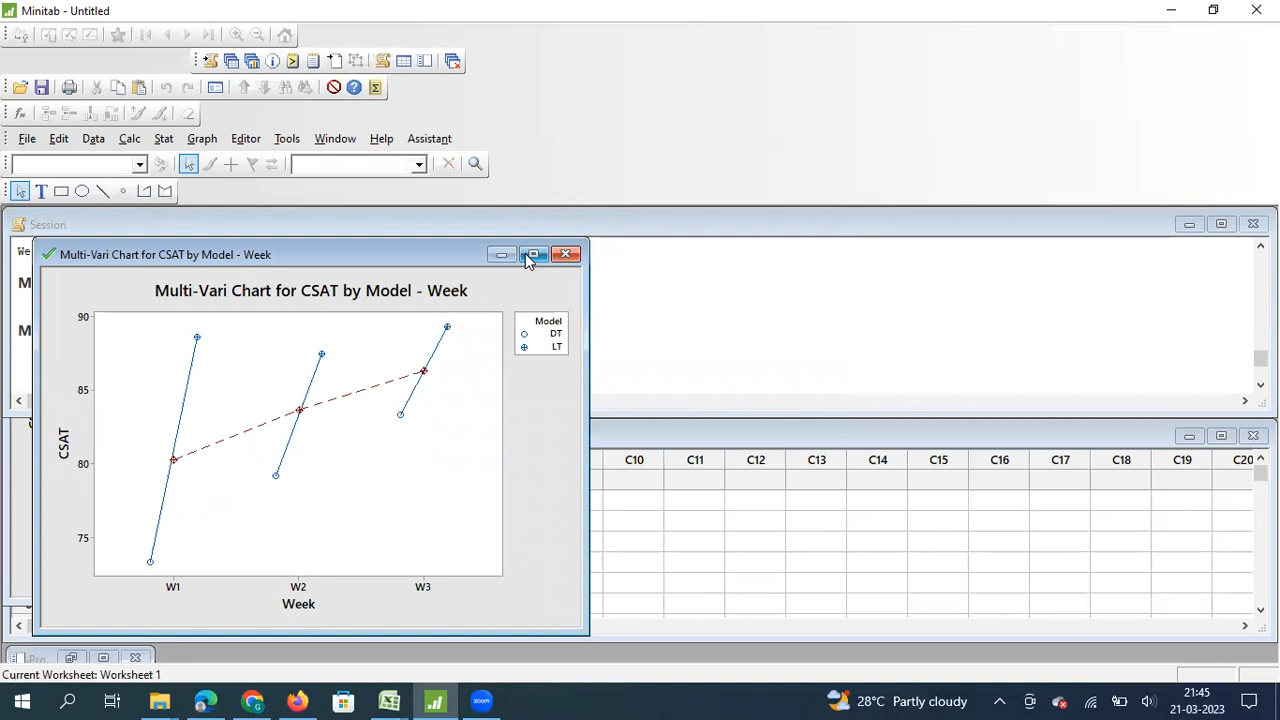 Minitab - Untitled
File Edit Data Calc Stat Graph Editor Tools Window Help Assistant
Session
We
M
M
Multi-Vari Chart for CSAT by Model - Week
Multi-Vari Chart for CSAT by Model - Week
Model
DT
LT
90
85
80
75
CSAT
W1 W2 W3
Week
C10 C11 C12 C13 C14 C15 C16 C17 C18 C19 C20
Pro...
Current Worksheet: Worksheet 1
zoom
28°C Partly cloudy
21:45
21-03-2023